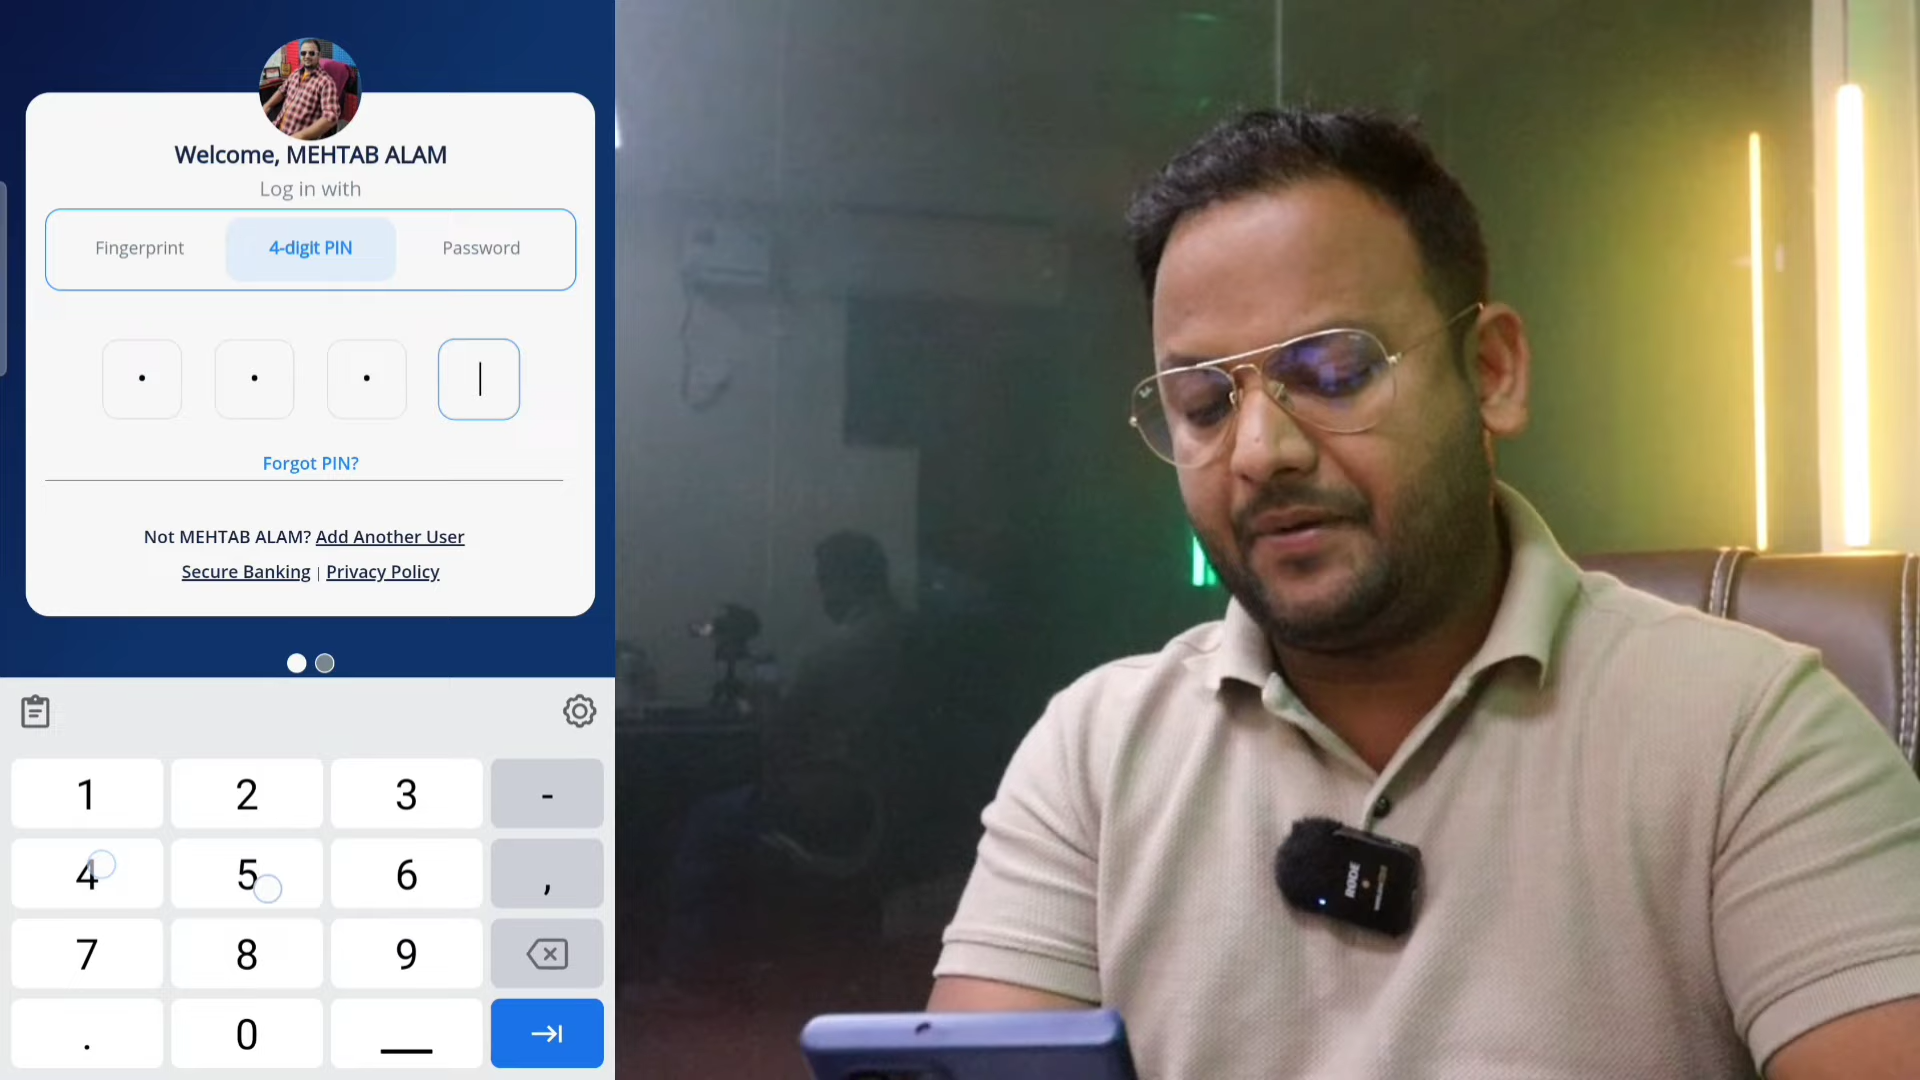 Welcome, MEHTAB ALAM
Log in with
Fingerprint
4-digit PIN
Password
Forgot PIN?
Not MEHTAB ALAM? Add Another User
Secure Banking | Privacy Policy
1 2 3 -
4 5 6 ,
7 8 9
. 0
RØDE